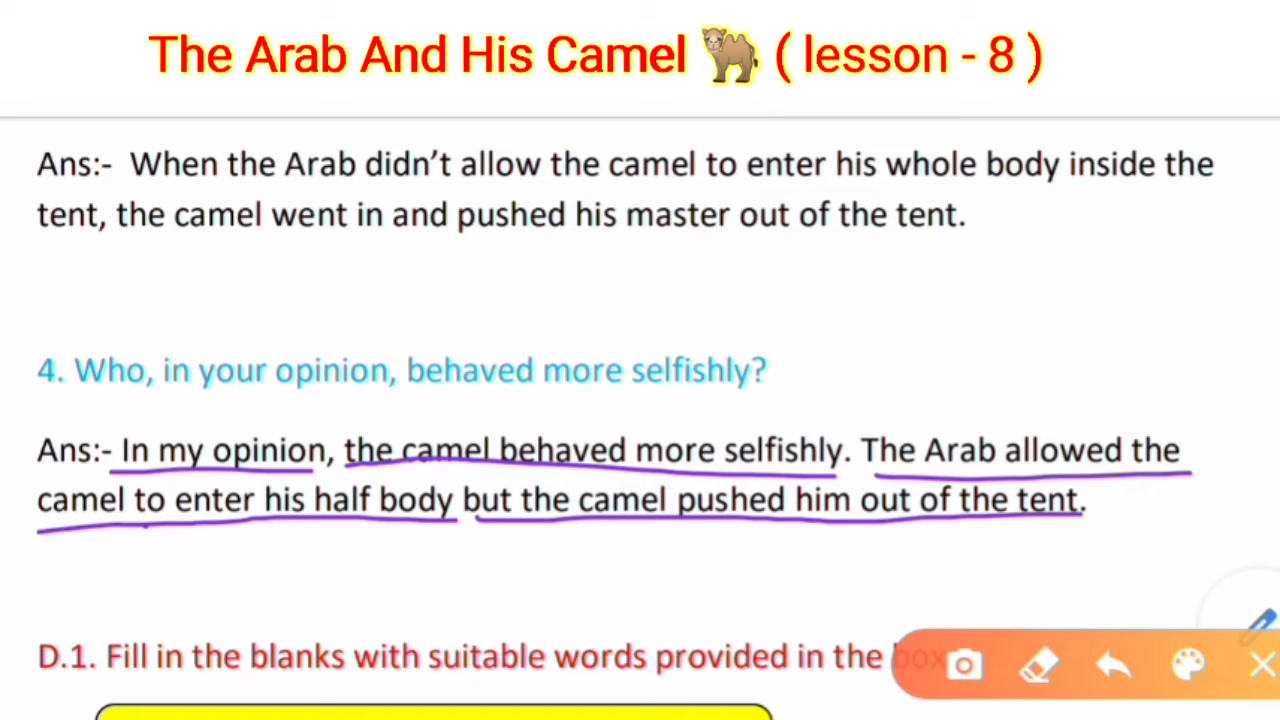 The Arab And His Camel 🐫 ( lesson - 8 )
Ans:- When the Arab didn’t allow the camel to enter his whole body inside the
tent, the camel went in and pushed his master out of the tent.
4. Who, in your opinion, behaved more selfishly?
Ans:- In my opinion, the camel behaved more selfishly. The Arab allowed the
camel to enter his half body but the camel pushed him out of the tent.
D.1. Fill in the blanks with suitable words provided in the box